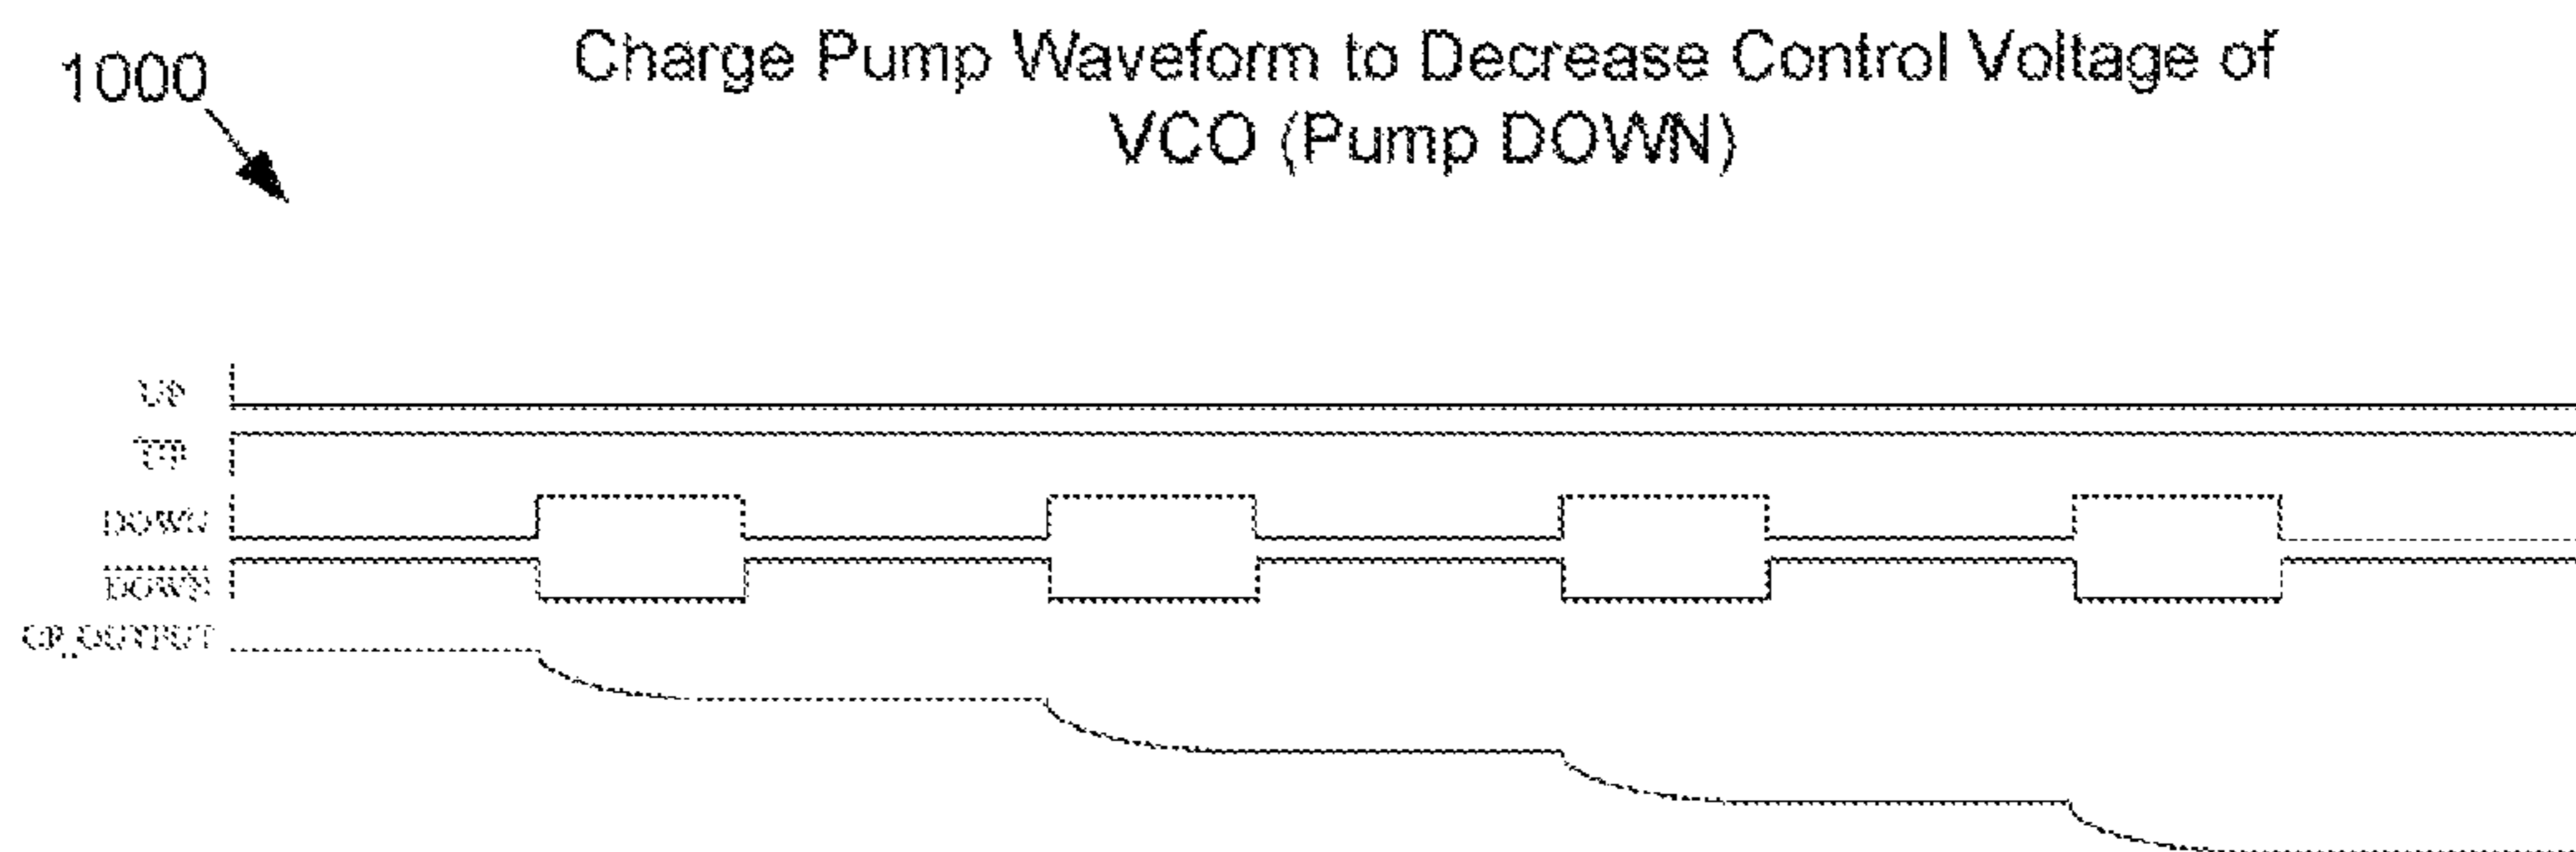 1000
Charge Pump Waveform to Decrease Control Voltage of
VCO (Pump DOWN)
UP
U̅P̅
DOWN
D̅O̅W̅N̅
CP_OUTPUT